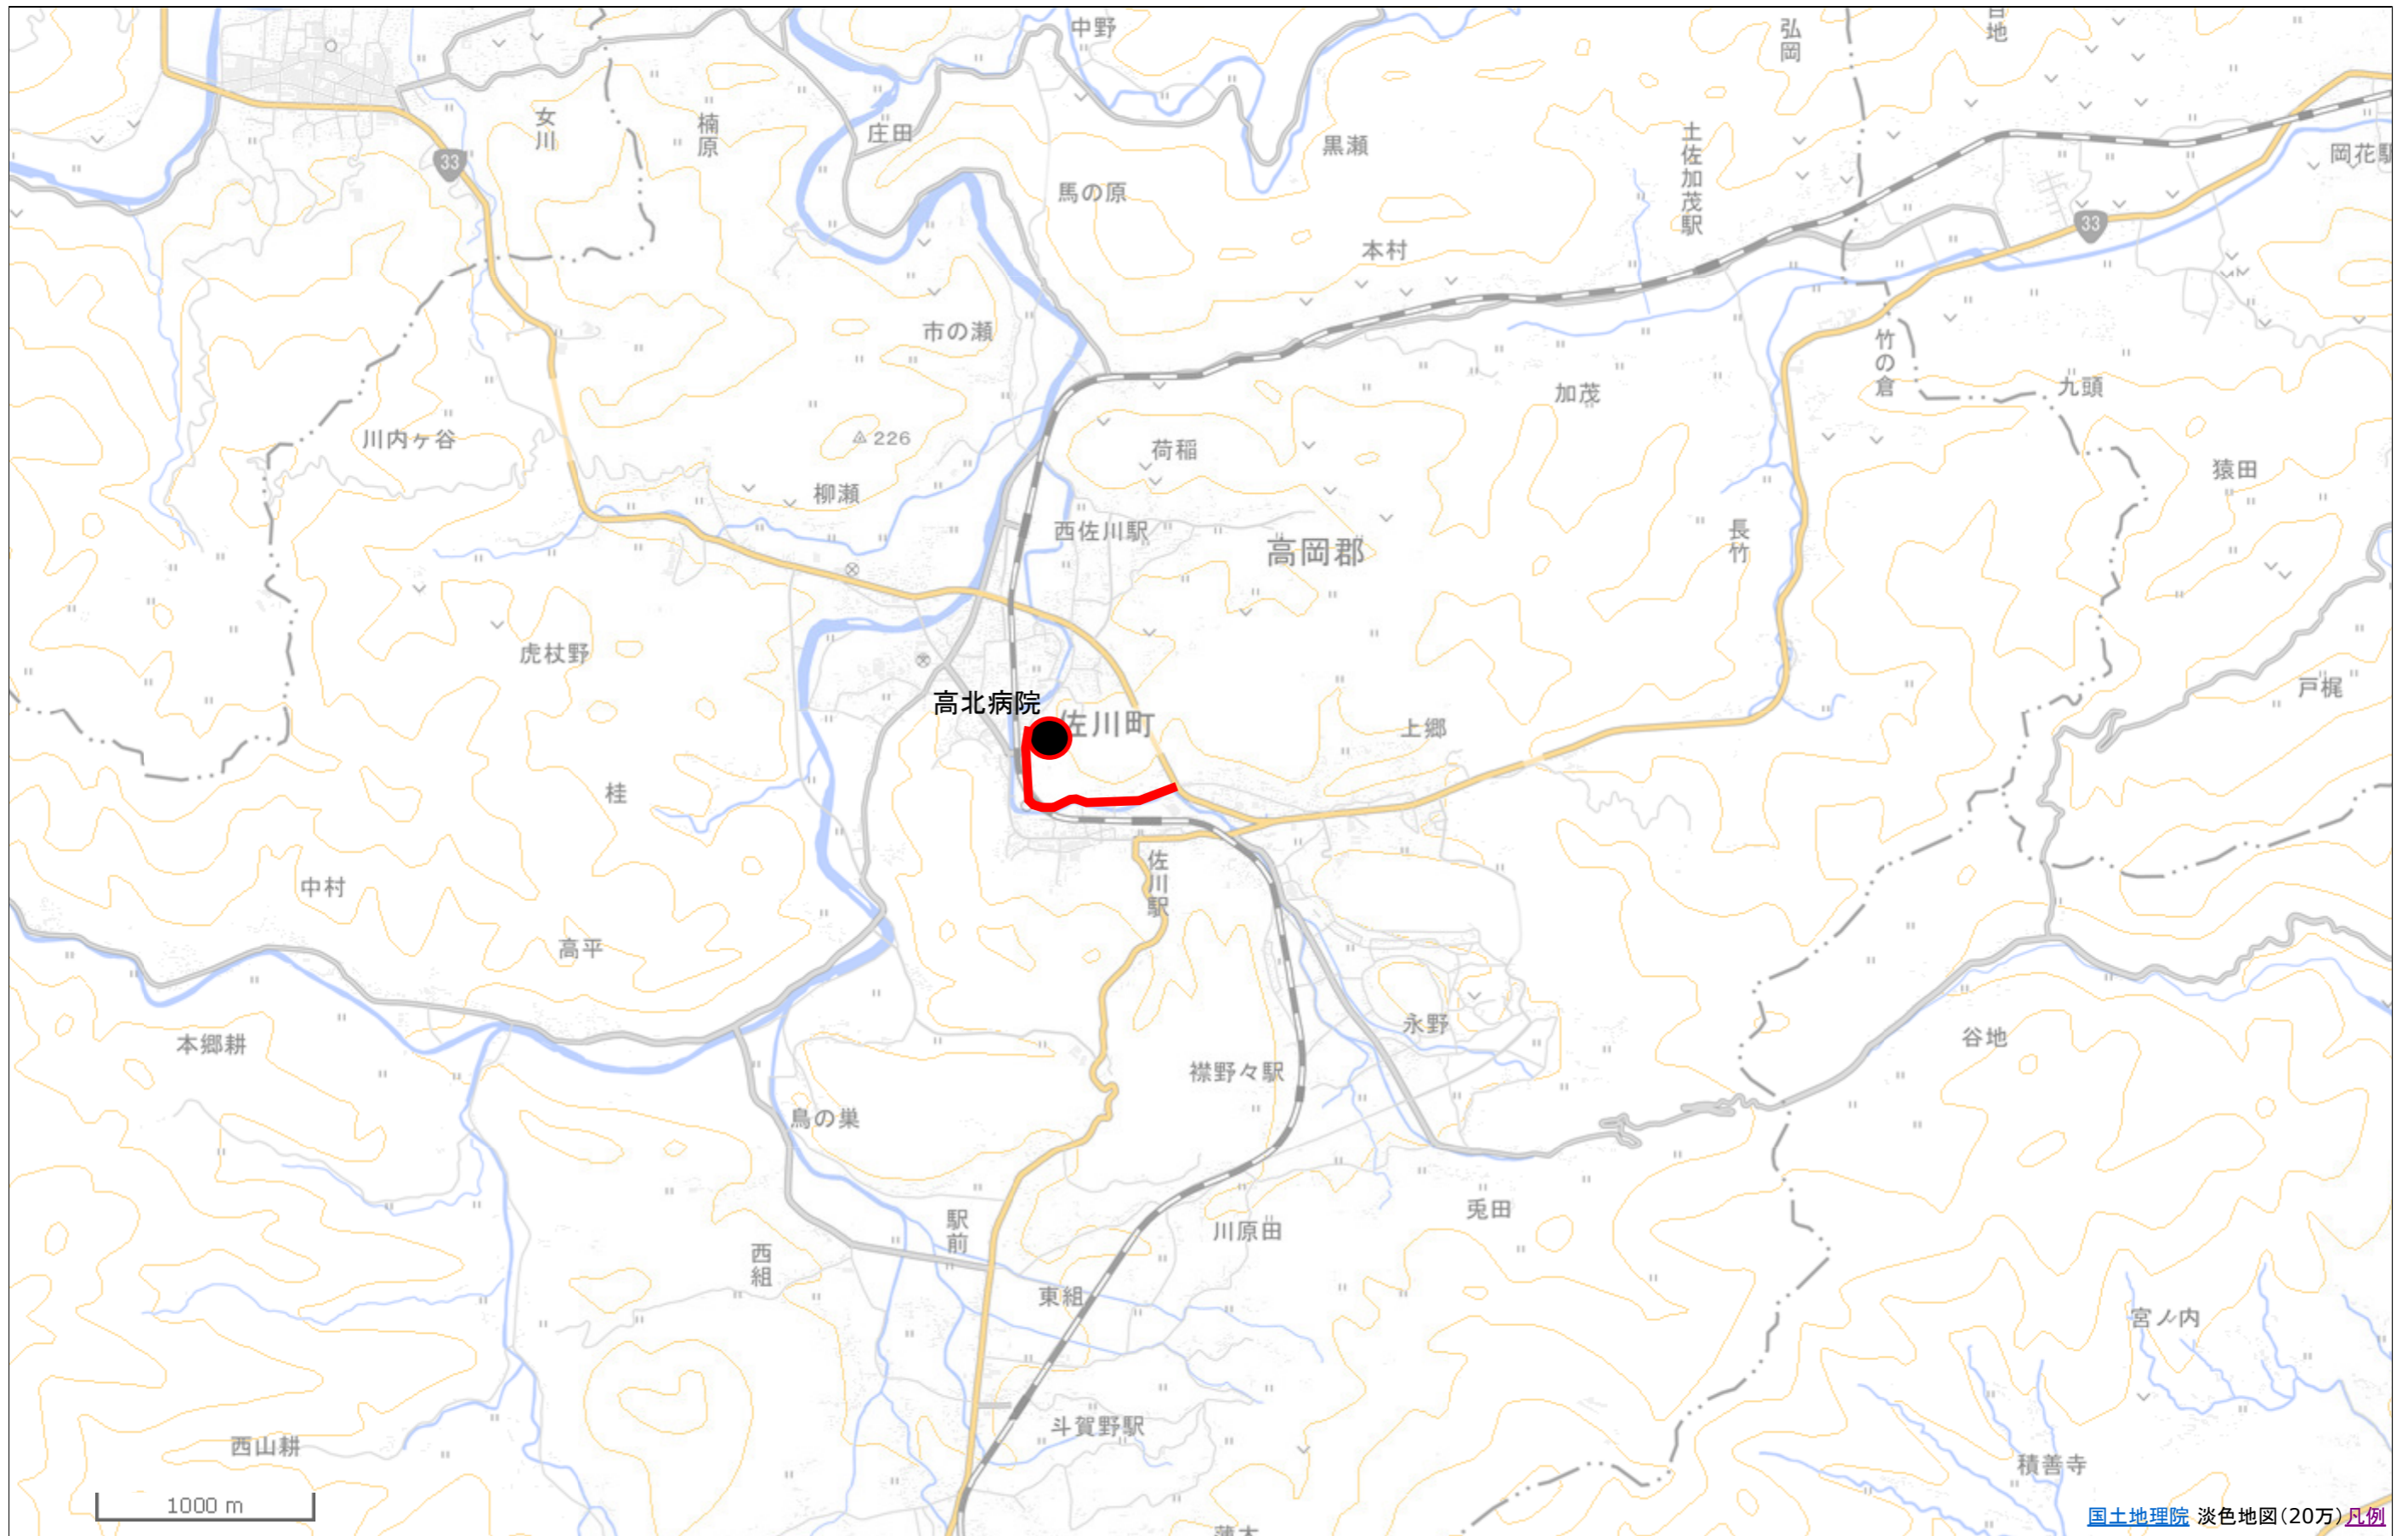 中野
弘岡
女川
楠原
庄田
黒瀬
土佐加茂駅
33
馬の原
33
本村
市の瀬
竹の倉
加茂
九頭
川内ヶ谷
226
荷稲
猿田
柳瀬
西佐川駅
高岡郡
長竹
虎杖野
戸梶
高北病院
佐川町
上郷
桂
佐川駅
中村
高平
永野
谷地
本郷耕
襟野々駅
鳥の巣
兎田
駅前
川原田
西組
東組
宮ノ内
斗賀野駅
西山耕
積善寺
1000 m
国土地理院 淡色地図(20万)凡例